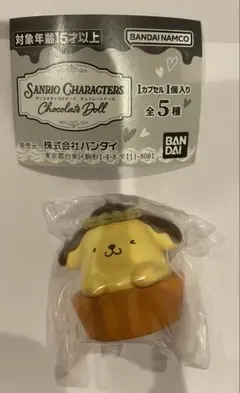 対象年齢15才以上
BANDAI NAMCO
SANRIO CHARACTERS
サンリオキャラクターズ チョコレートドール
Chocolate Doll
1カプセル1個入り
全5種
発売元 株式会社バンダイ
東京都台東区駒形1-4-8 〒111-8081
BAN
DAI